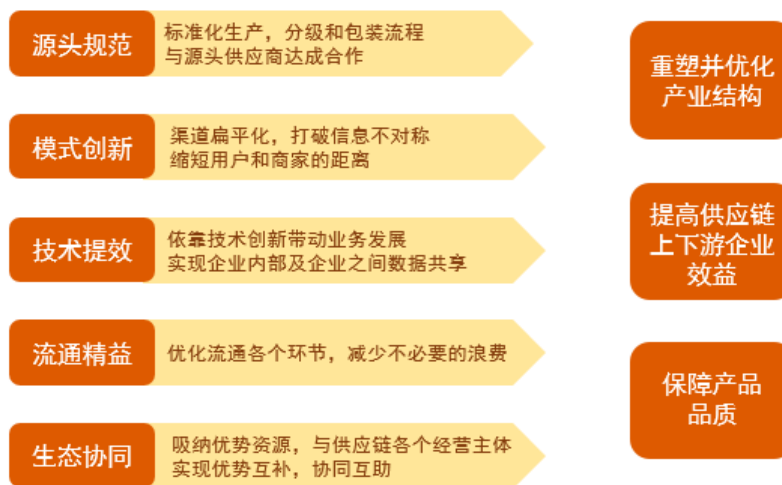 源头规范
标准化生产，分级和包装流程
与源头供应商达成合作
模式创新
渠道扁平化，打破信息不对称
缩短用户和商家的距离
技术提效
依靠技术创新带动业务发展
实现企业内部及企业之间数据共享
流通精益
优化流通各个环节，减少不必要的浪费
生态协同
吸纳优势资源，与供应链各个经营主体
实现优势互补，协同互助
重塑并优化
产业结构
提高供应链
上下游企业
效益
保障产品
品质